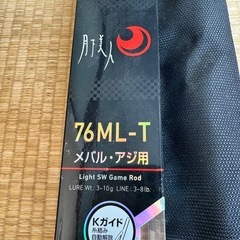 月下美人
76ML-T
メバル・アジ用
Light SW Game Rod
LURE Wt.: 3-10g LINE: 3-8lb.
Kガイド
糸絡み
自動解除